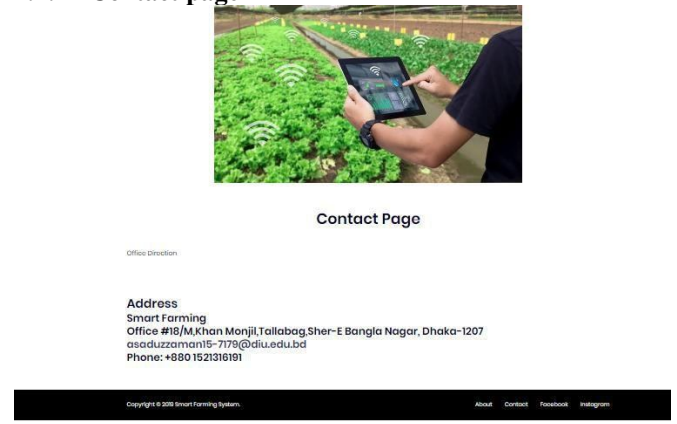 Contact Page
Office Direction
Address
Smart Farming
Office #18/M,Khan Monjil,Tallabag,Sher-E Bangla Nagar, Dhaka-1207
asaduzzaman15-7179@diu.edu.bd
Phone: +880 1521316191
Copyright © 2019 Smart Farming System.
About Contact Facebook Instagram